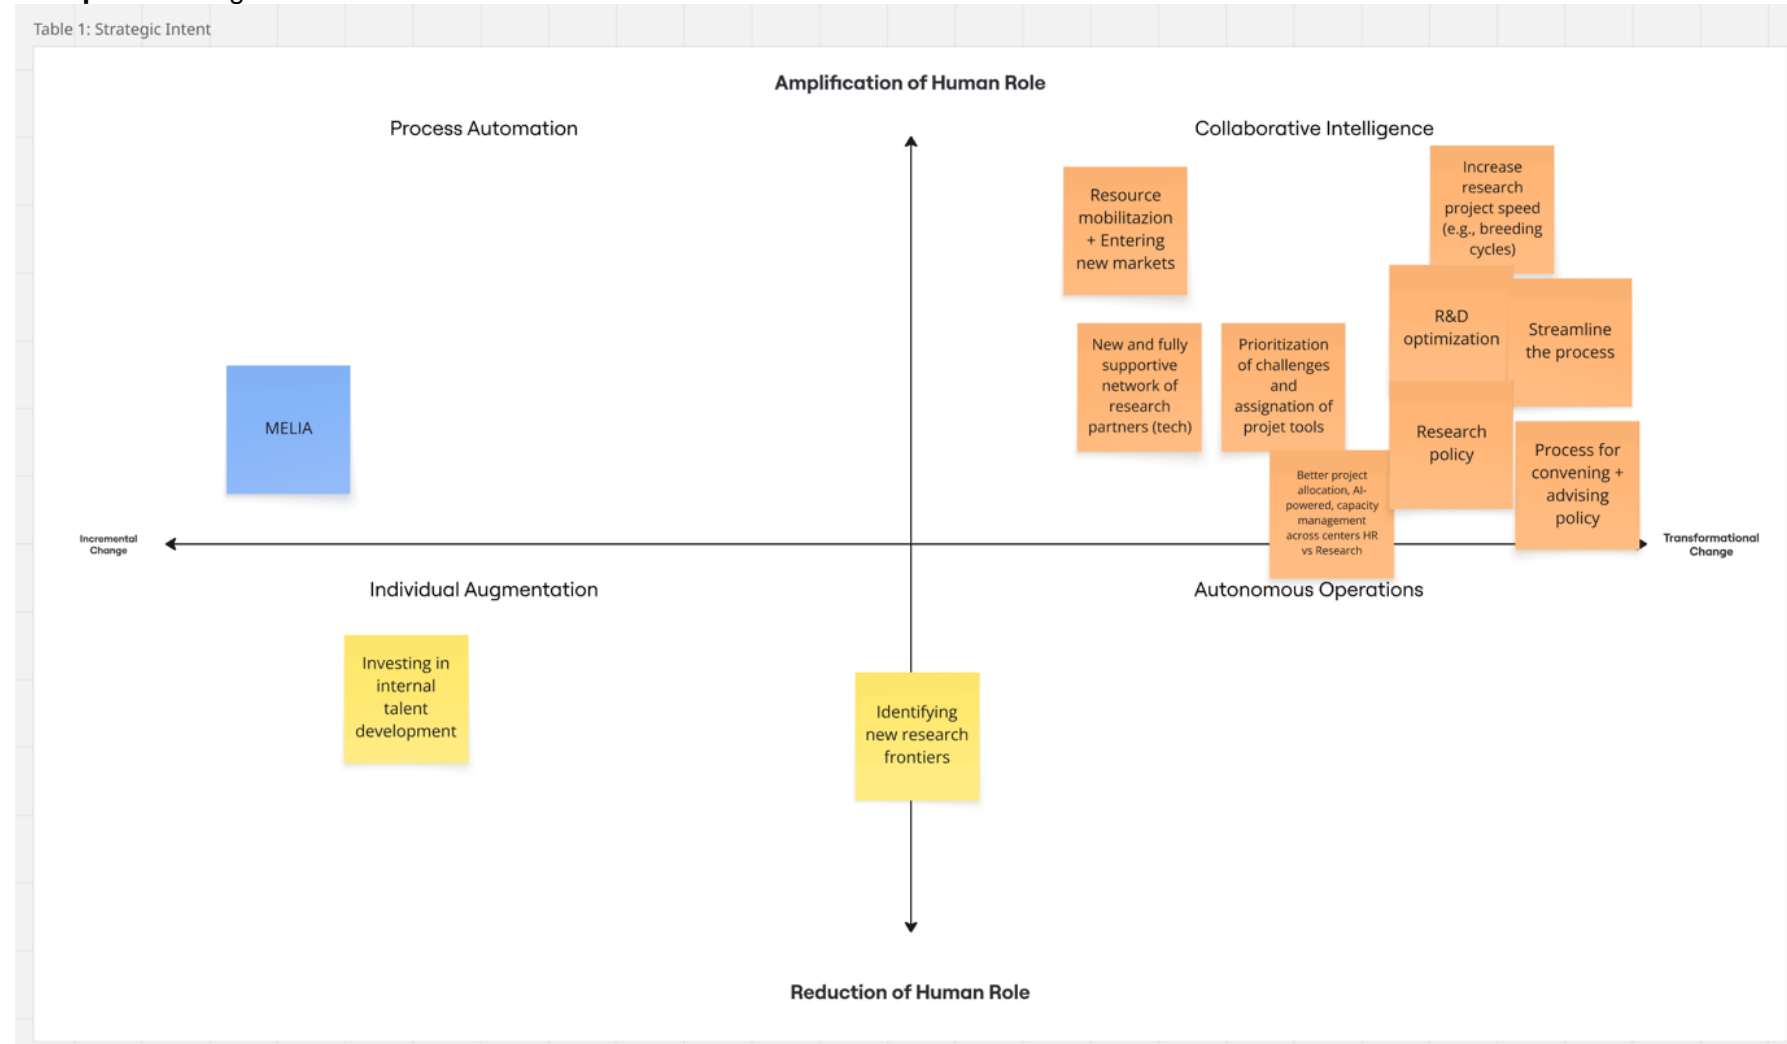 Table 1: Strategic Intent
Amplification of Human Role
Process Automation
Collaborative Intelligence
Resource
mobilitazion
+ Entering
new markets
Increase
research
project speed
(e.g., breeding
cycles)
New and fully
supportive
network of
research
partners (tech)
Prioritization
of challenges
and
assignation of
projet tools
R&D
optimization
Streamline
the process
MELIA
Research
policy
Process for
convening +
advising
policy
Better project
allocation, AI-
powered, capacity
management
across centers HR
vs Research
Incremental
Change
Transformational
Change
Individual Augmentation
Autonomous Operations
Investing in
internal
talent
development
Identifying
new research
frontiers
Reduction of Human Role